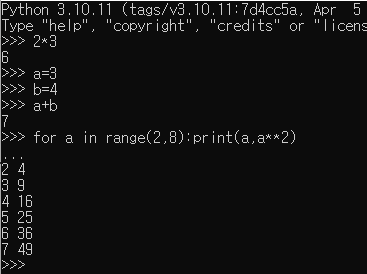 Python 3.10.11 (tags/v3.10.11:7d4cc5a, Apr  5
Type "help", "copyright", "credits" or "licens
>>> 2*3
6
>>> a=3
>>> b=4
>>> a+b
7
>>> for a in range(2,8):print(a,a**2)
...
2 4
3 9
4 16
5 25
6 36
7 49
>>>